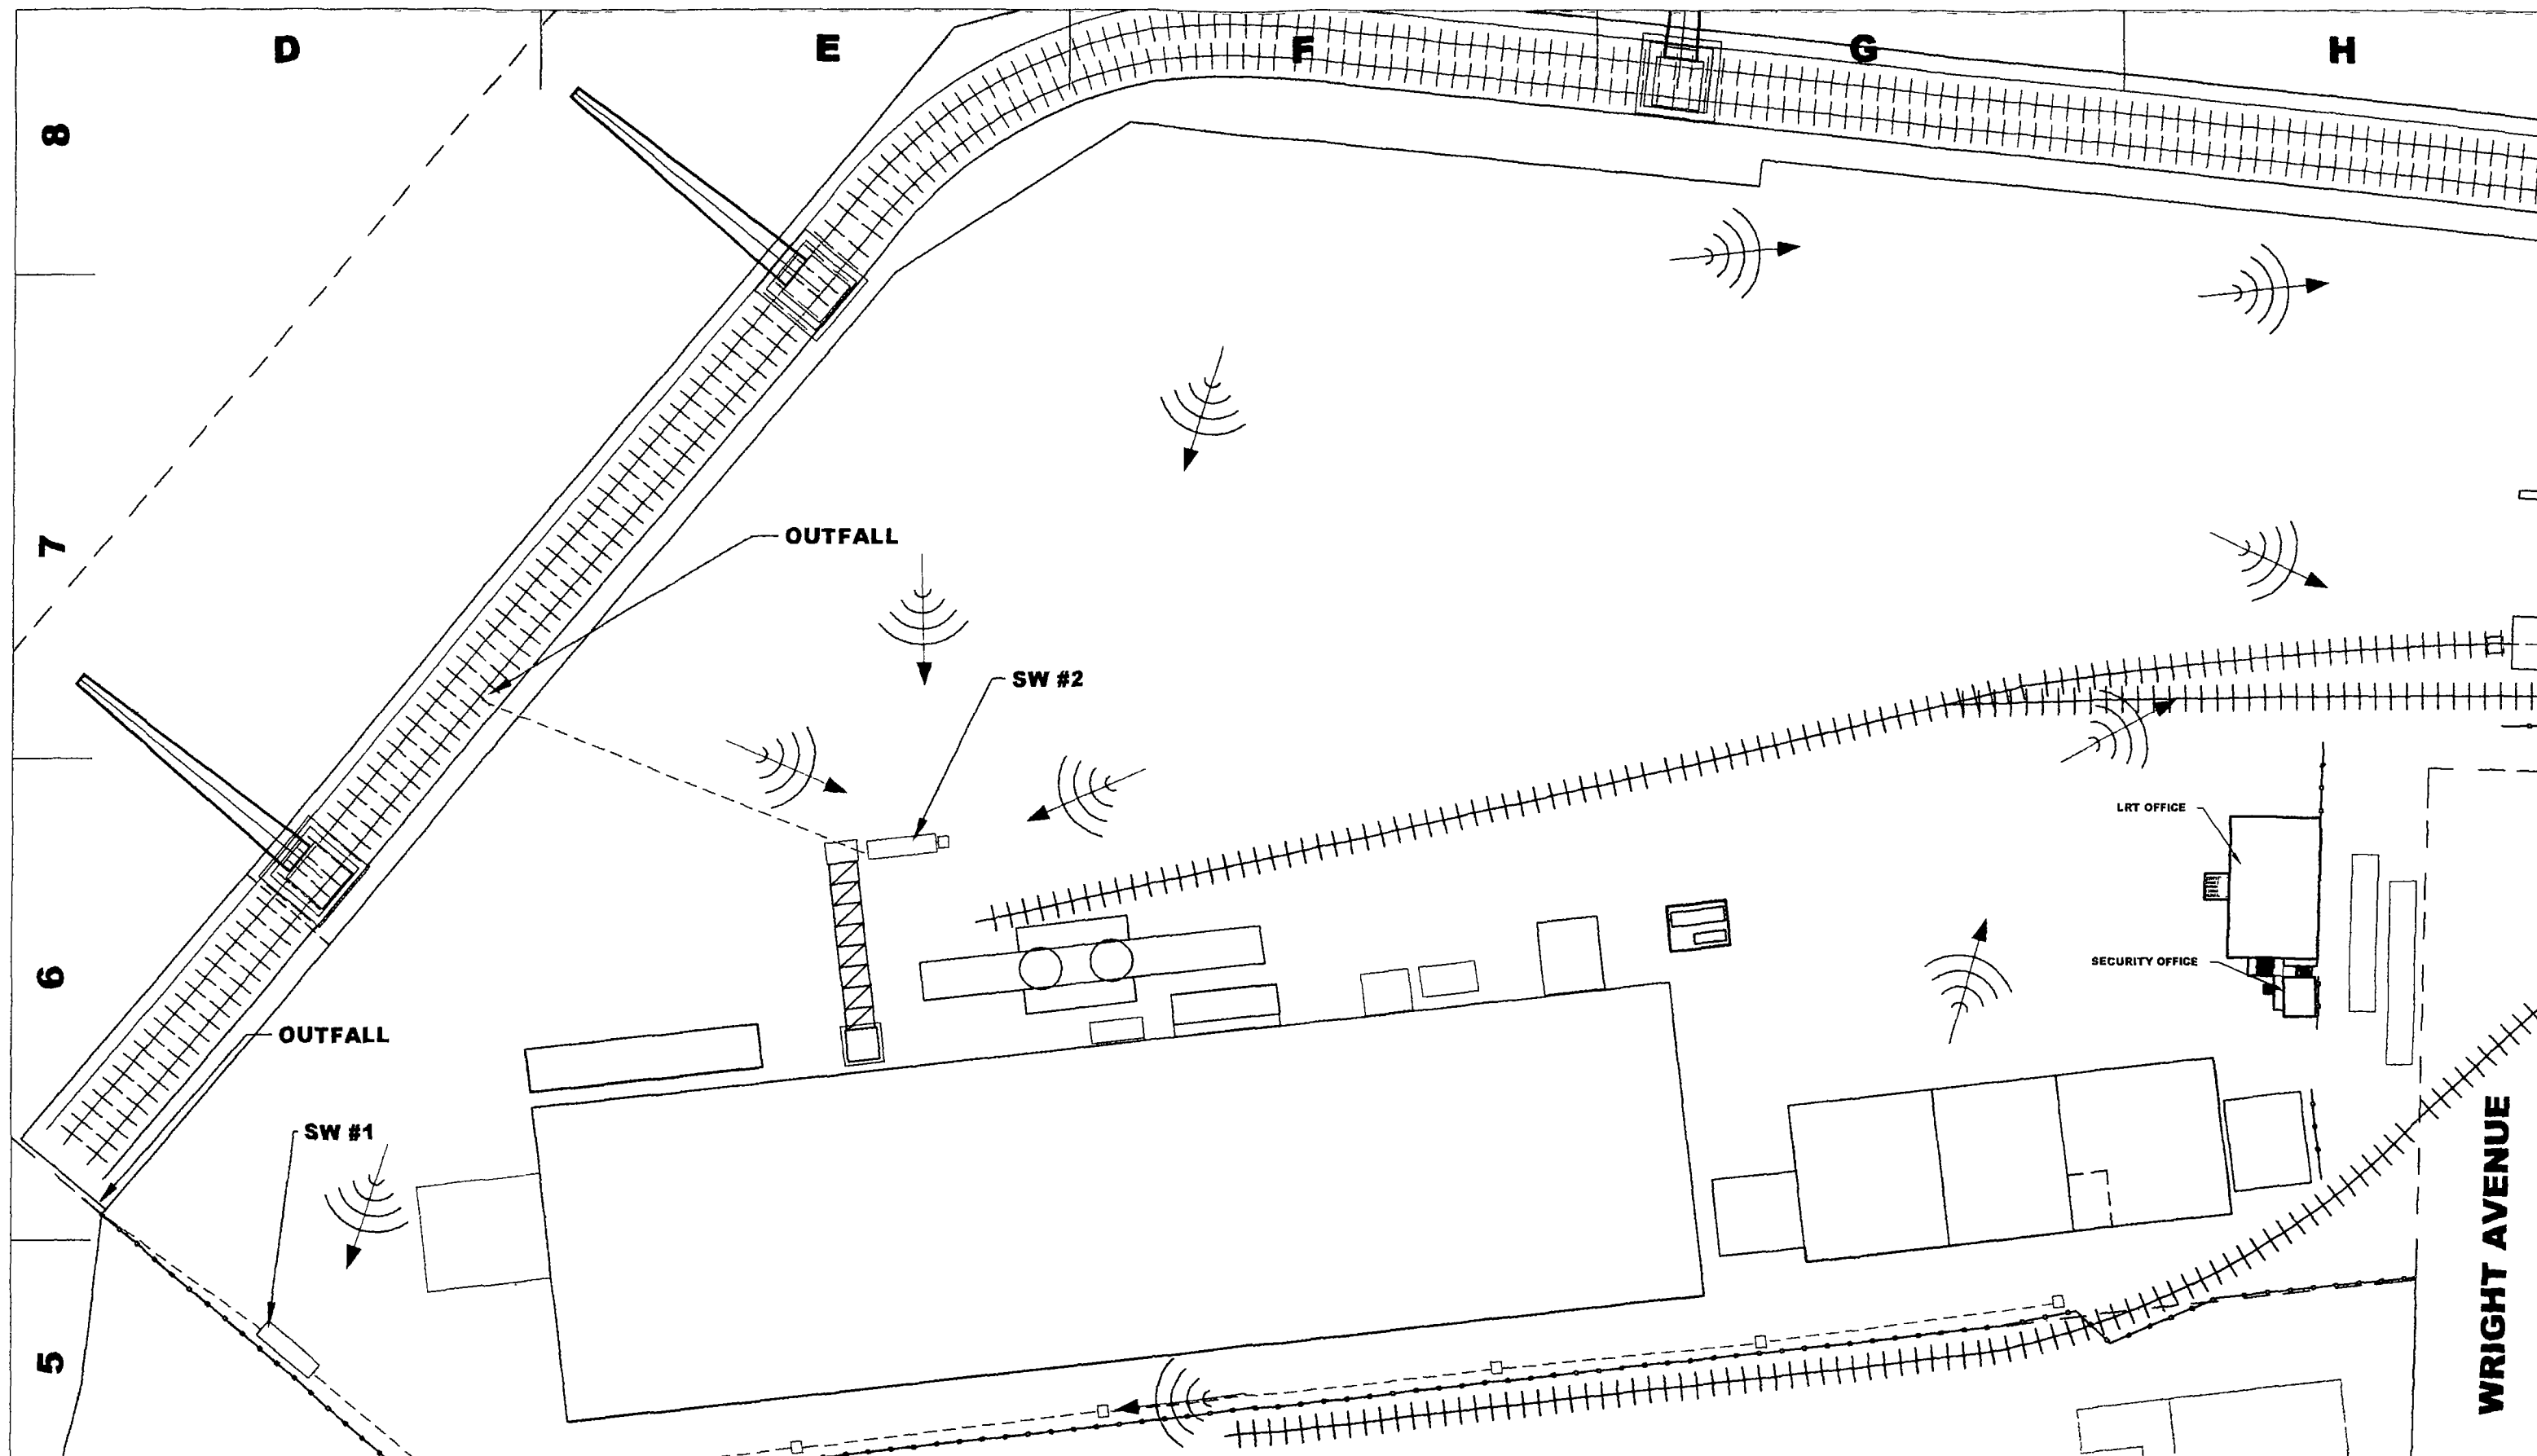 D E F G H
8
7
6
5
OUTFALL
SW #2
LRT OFFICE
SECURITY OFFICE
OUTFALL
SW #1
WRIGHT AVENUE